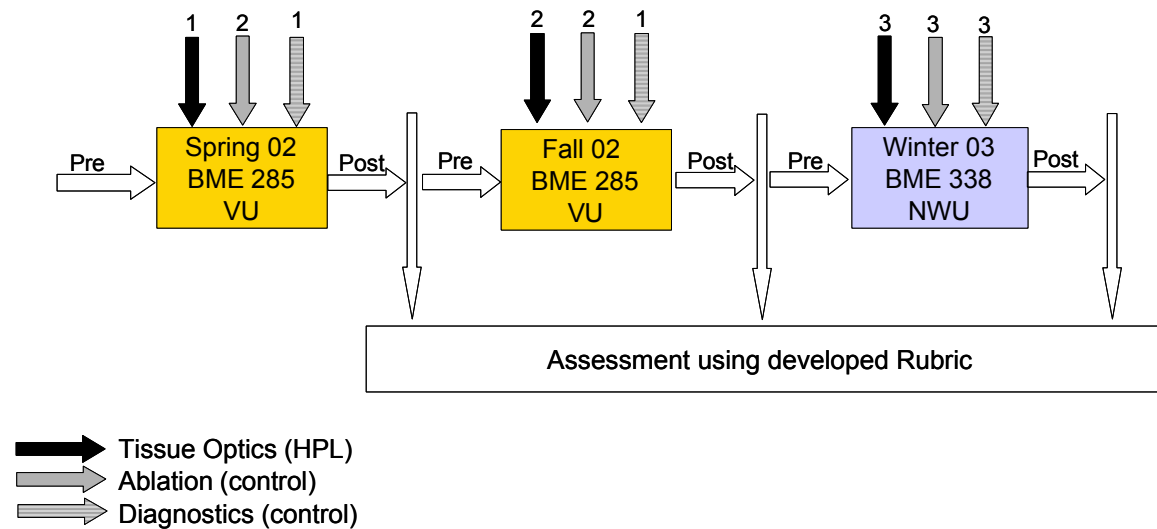 1 2 1
2 2 1
3 3 3
Pre
Spring 02
BME 285
VU
Post
Pre
Fall 02
BME 285
VU
Post
Pre
Winter 03
BME 338
NWU
Post
Assessment using developed Rubric
Tissue Optics (HPL)
Ablation (control)
Diagnostics (control)